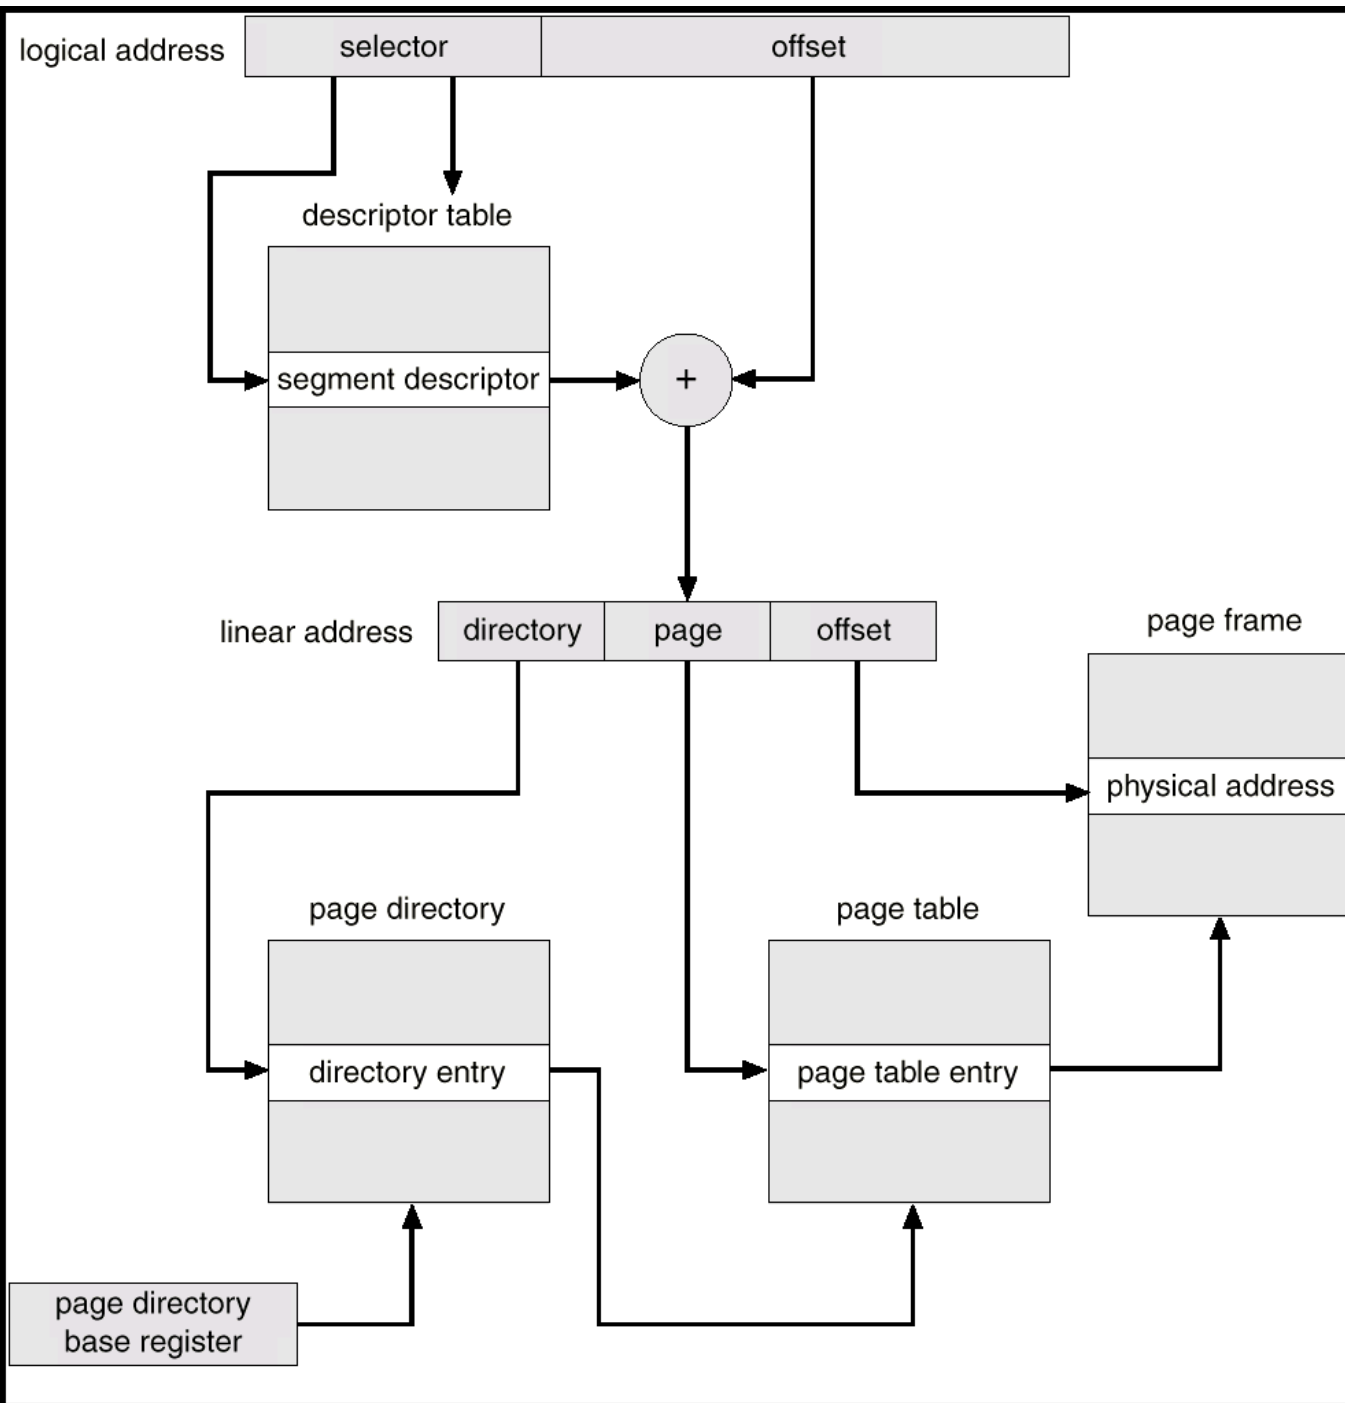 logical address
selector
offset
descriptor table
segment descriptor
+
linear address
directory
page
offset
page frame
physical address
page directory
page table
directory entry
page table entry
page directory
base register